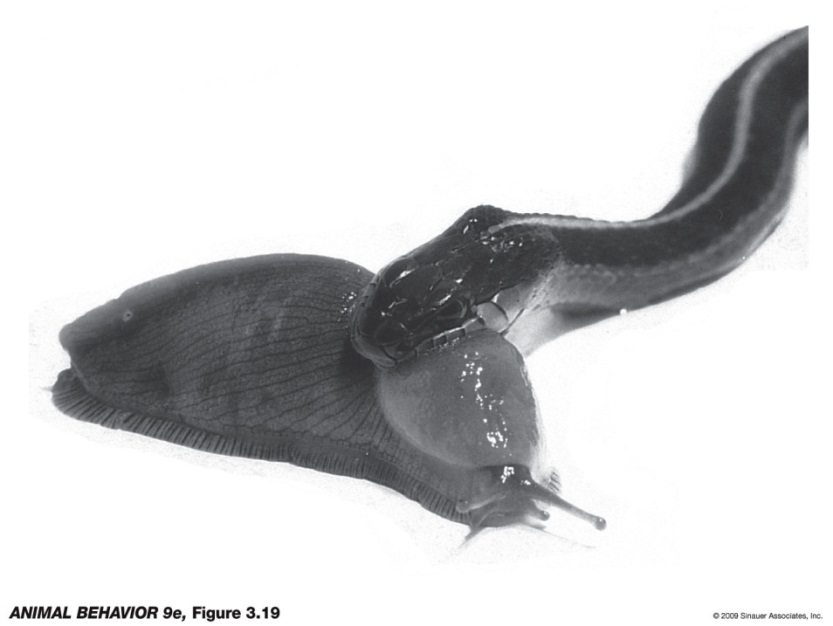 ANIMAL BEHAVIOR 9e, Figure 3.19
© 2009 Sinauer Associates, Inc.